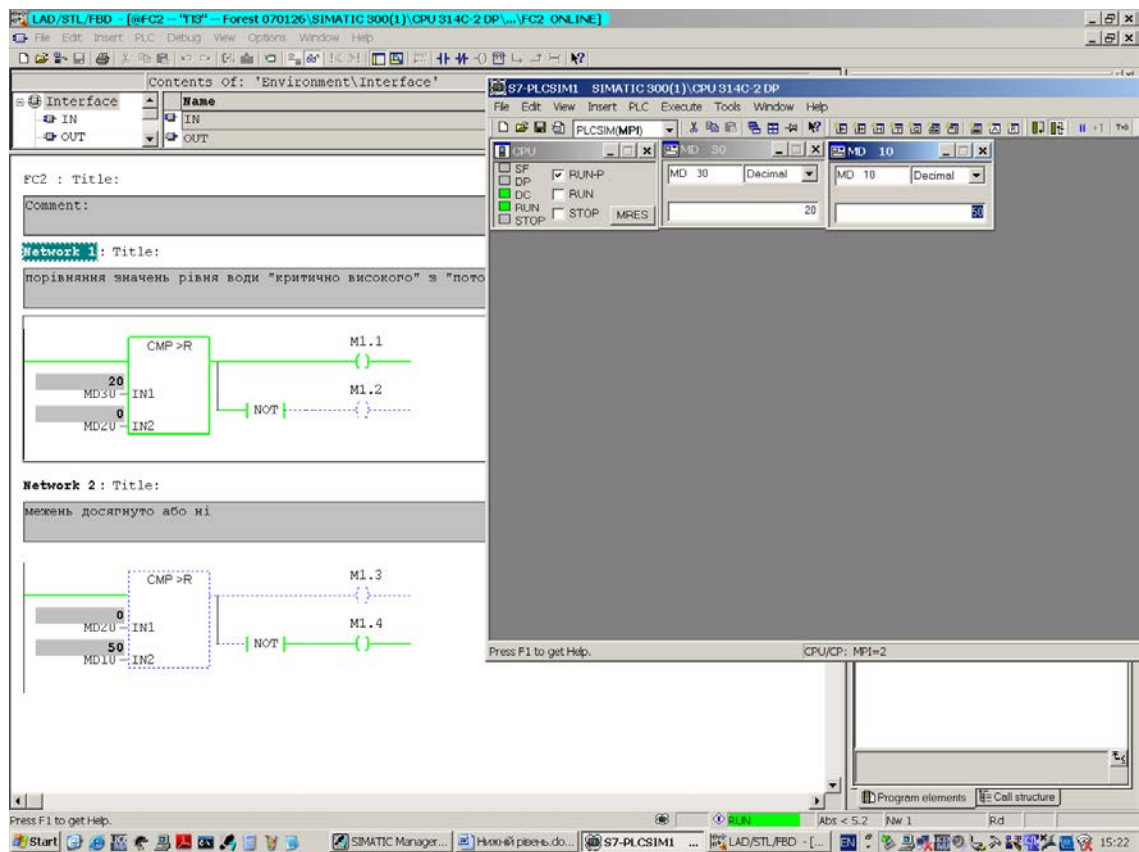 LAD/STL/FBD - [@FC2 -- "ПЗ" -- Forest 070126\SIMATIC 300(1)\CPU 314C-2 DP\...\FC2 ONLINE]
File Edit Insert PLC Debug View Options Window Help
Contents Of: 'Environment\Interface'
Interface
IN
OUT
Name
IN
OUT
FC2 : Title:
Comment:
Network 1: Title:
порівняння значень рівня води "критично високого" з "пото
CMP >R
M1.1
20
MD30
IN1
M1.2
NOT
0
MD20
IN2
Network 2: Title:
межень досягнуто або ні
CMP >R
M1.3
0
MD20
IN1
M1.4
NOT
50
MD10
IN2
S7-PLCSIM1 SIMATIC 300(1)\CPU 314C-2 DP
File Edit View Insert PLC Execute Tools Window Help
PLCSIM(MPI)
CPU
SF
DP
DC
RUN
STOP
RUN-P
RUN
STOP
MRES
MD 30
MD 30 Decimal
20
MD 10
MD 10 Decimal
50
Press F1 to get Help.
CPU/CP: MPI=2
Program elements
Call structure
Press F1 to get Help.
RUN
Abs < 5.2
Nw 1
Rd
Start
SIMATIC Manager...
Нижній рівень.do...
S7-PLCSIM1 ...
LAD/STL/FBD - [...
EN
15:22